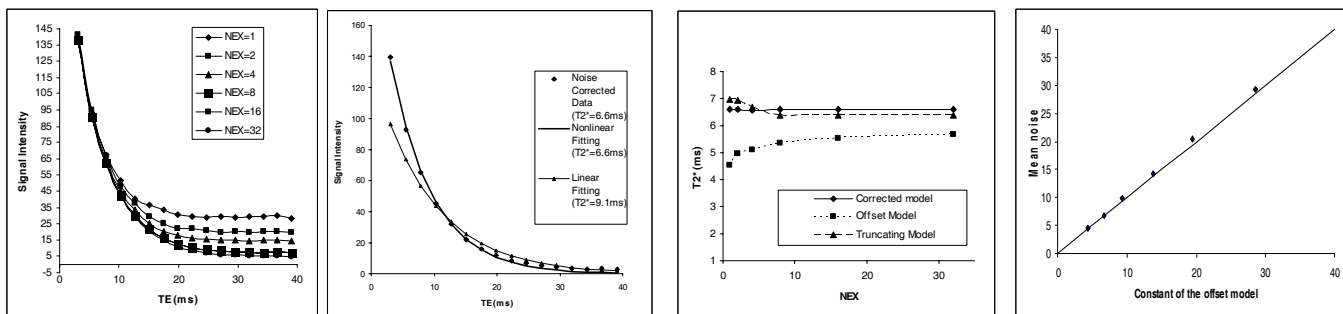 145
135
125
115
105
95
85
75
65
55
45
35
25
15
5
-5
0
10
20
30
40
Signal Intensity
TE(ms)
NEX=1
NEX=2
NEX=4
NEX=8
NEX=16
NEX=32
160
140
120
100
80
60
40
20
0
0
10
20
30
40
Signal Intensity
TE(ms)
Noise
Corrected
Data
(T2*=6.6ms)
Nonlinear
Fitting
(T2*=6.6ms)
Linear
Fitting
(T2*=9.1ms)
8
7
6
5
4
3
2
1
0
10
20
30
T2*(ms)
NEX
Corrected model
Offset Model
Truncating Model
40
35
30
25
20
15
10
5
0
0
10
20
30
40
Mean noise
Constant of the offset model